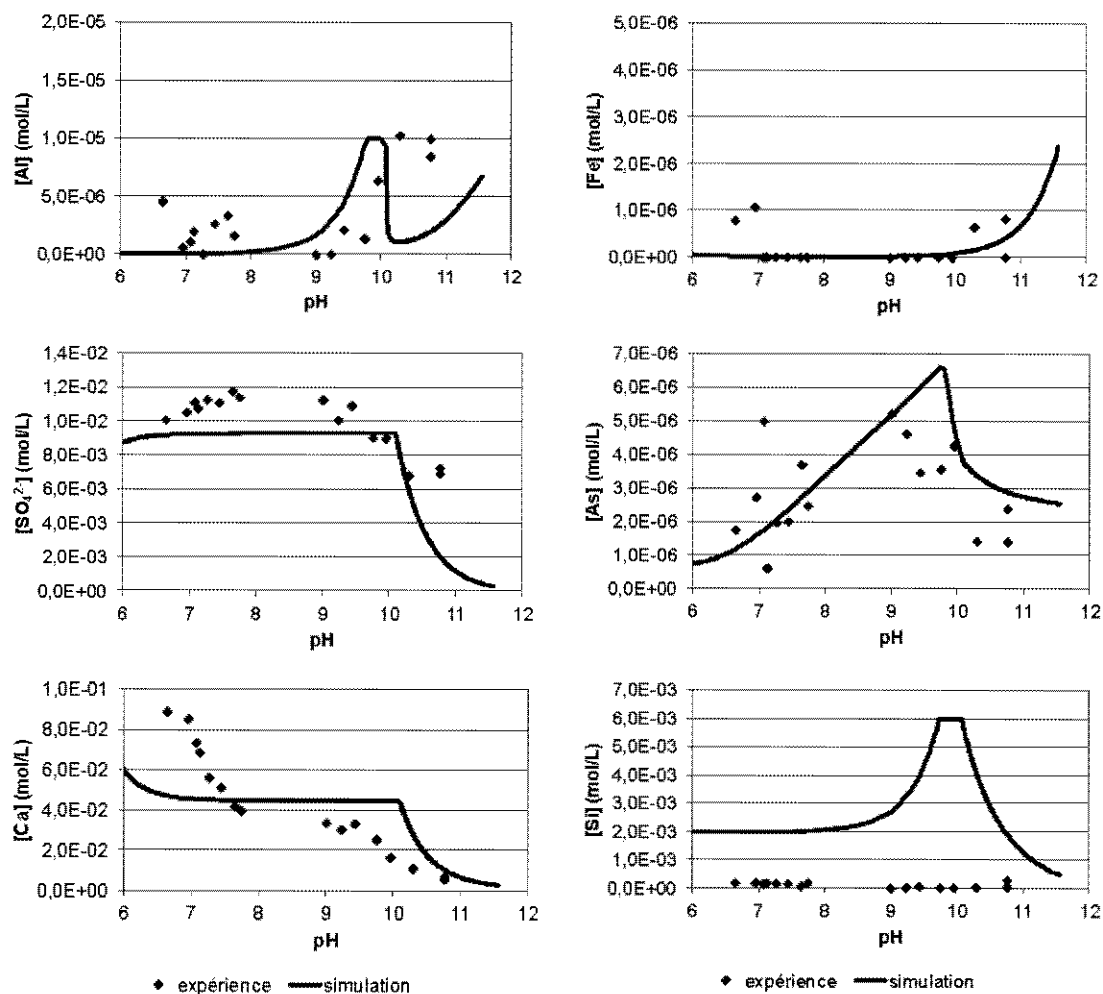 2,0E-05
1,5E-05
1,0E-05
5,0E-06
0,0E+00
[Al] (mol/L)
6 7 8 9 10 11 12
pH
5,0E-06
4,0E-06
3,0E-06
2,0E-06
1,0E-06
0,0E+00
[Fe] (mol/L)
6 7 8 9 10 11 12
pH
1,4E-02
1,2E-02
1,0E-02
8,0E-03
6,0E-03
4,0E-03
2,0E-03
0,0E+00
[SO₄²⁻] (mol/L)
6 7 8 9 10 11 12
pH
7,0E-06
6,0E-06
5,0E-06
4,0E-06
3,0E-06
2,0E-06
1,0E-06
0,0E+00
[As] (mol/L)
6 7 8 9 10 11 12
pH
1,0E-01
8,0E-02
6,0E-02
4,0E-02
2,0E-02
0,0E+00
[Ca] (mol/L)
6 7 8 9 10 11 12
pH
7,0E-03
6,0E-03
5,0E-03
4,0E-03
3,0E-03
2,0E-03
1,0E-03
0,0E+00
[Si] (mol/L)
6 7 8 9 10 11 12
pH
expérience simulation
expérience simulation